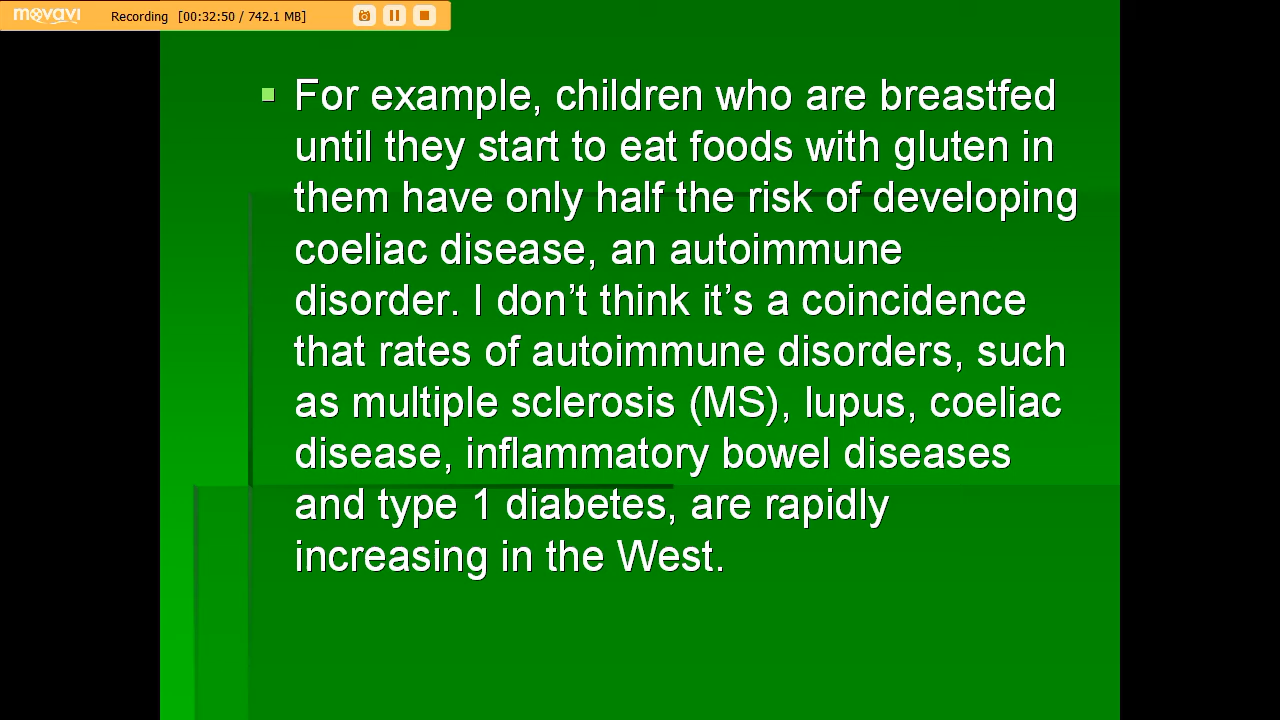 movavi Recording [00:32:50 / 742.1 MB]
For example, children who are breastfed
until they start to eat foods with gluten in
them have only half the risk of developing
coeliac disease, an autoimmune
disorder. I don’t think it’s a coincidence
that rates of autoimmune disorders, such
as multiple sclerosis (MS), lupus, coeliac
disease, inflammatory bowel diseases
and type 1 diabetes, are rapidly
increasing in the West.